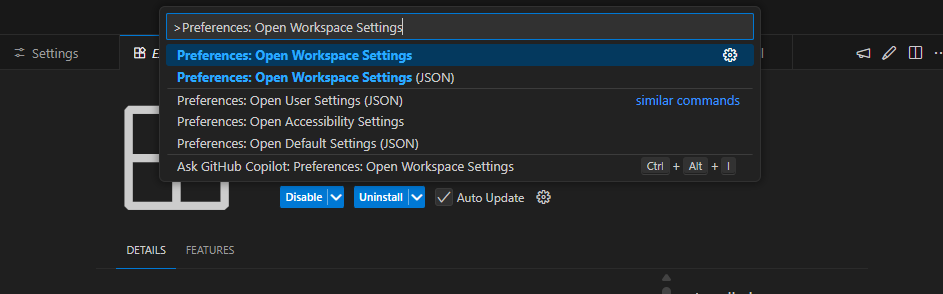 >Preferences: Open Workspace Settings
Settings
Preferences: Open Workspace Settings
Preferences: Open Workspace Settings (JSON)
Preferences: Open User Settings (JSON) similar commands
Preferences: Open Accessibility Settings
Preferences: Open Default Settings (JSON)
Ask GitHub Copilot: Preferences: Open Workspace Settings Ctrl + Alt + I
Disable Uninstall Auto Update
DETAILS FEATURES